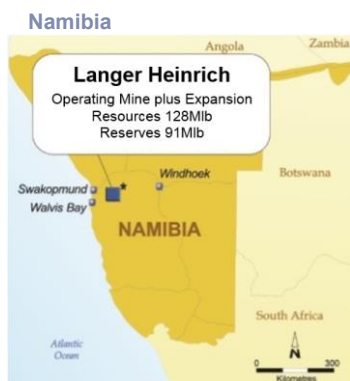 Namibia
Angola
Zambia
Langer Heinrich
Operating Mine plus Expansion
Resources 128Mlb
Reserves 91Mlb
Botswana
Windhoek
Swakopmund
*
Walvis Bay
NAMIBIA
South Africa
Atlantic
Ocean
N
0 300
Kilometres